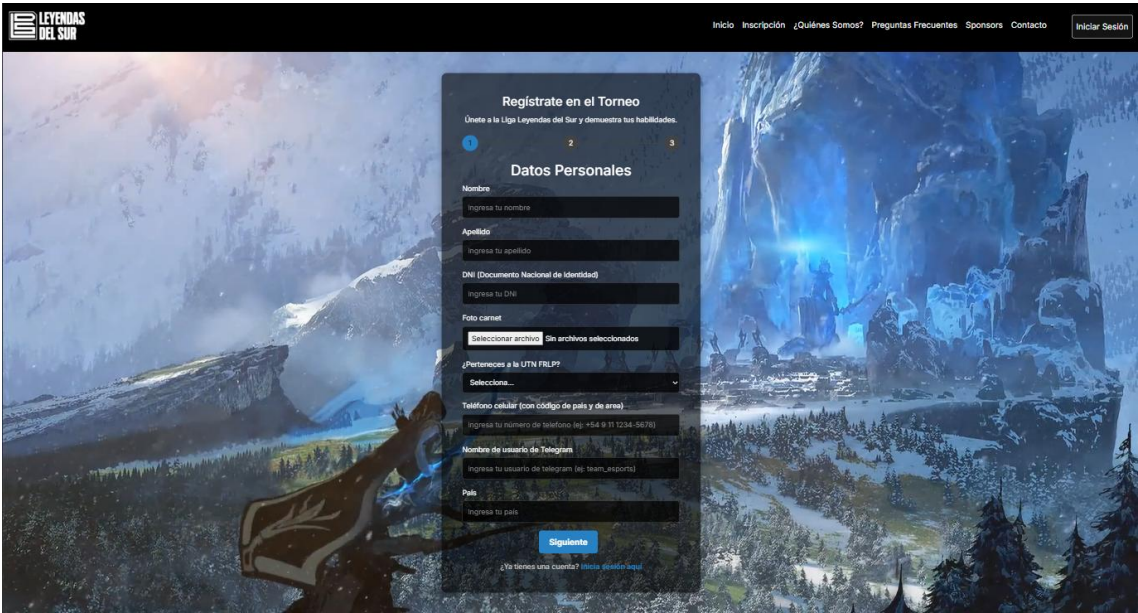 LEYENDAS
DEL SUR
Inicio Inscripción ¿Quiénes Somos? Preguntas Frecuentes Sponsors Contacto Iniciar Sesión
Regístrate en el Torneo
Únete a la Liga Leyendas del Sur y demuestra tus habilidades.
1 2 3
Datos Personales
Nombre
Ingresa tu nombre
Apellido
Ingresa tu apellido
DNI (Documento Nacional de Identidad)
Ingresa tu DNI
Foto carnet
Seleccionar archivo Sin archivos seleccionados
¿Perteneces a la UTN FRLP?
Selecciona...
Teléfono celular (con código de país y de area)
Ingresa tu número de telefono (ej: +54 9 11 1234-5678)
Nombre de usuario de Telegram
Ingresa tu usuario de telegram (ej: team_esports)
País
Ingresa tu país
Siguiente
¿Ya tienes una cuenta? Inicia sesión aquí